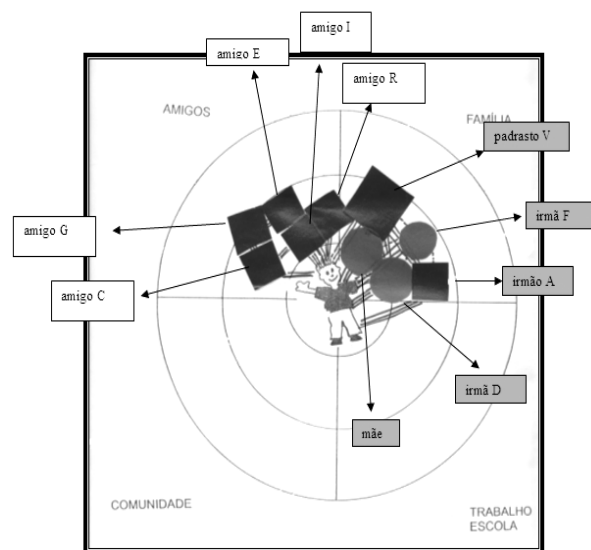 amigo I
amigo E
amigo R
AMIGOS
FAMÍLIA
padrasto V
irmã F
amigo G
irmão A
amigo C
irmã D
mãe
COMUNIDADE
TRABALHO
ESCOLA